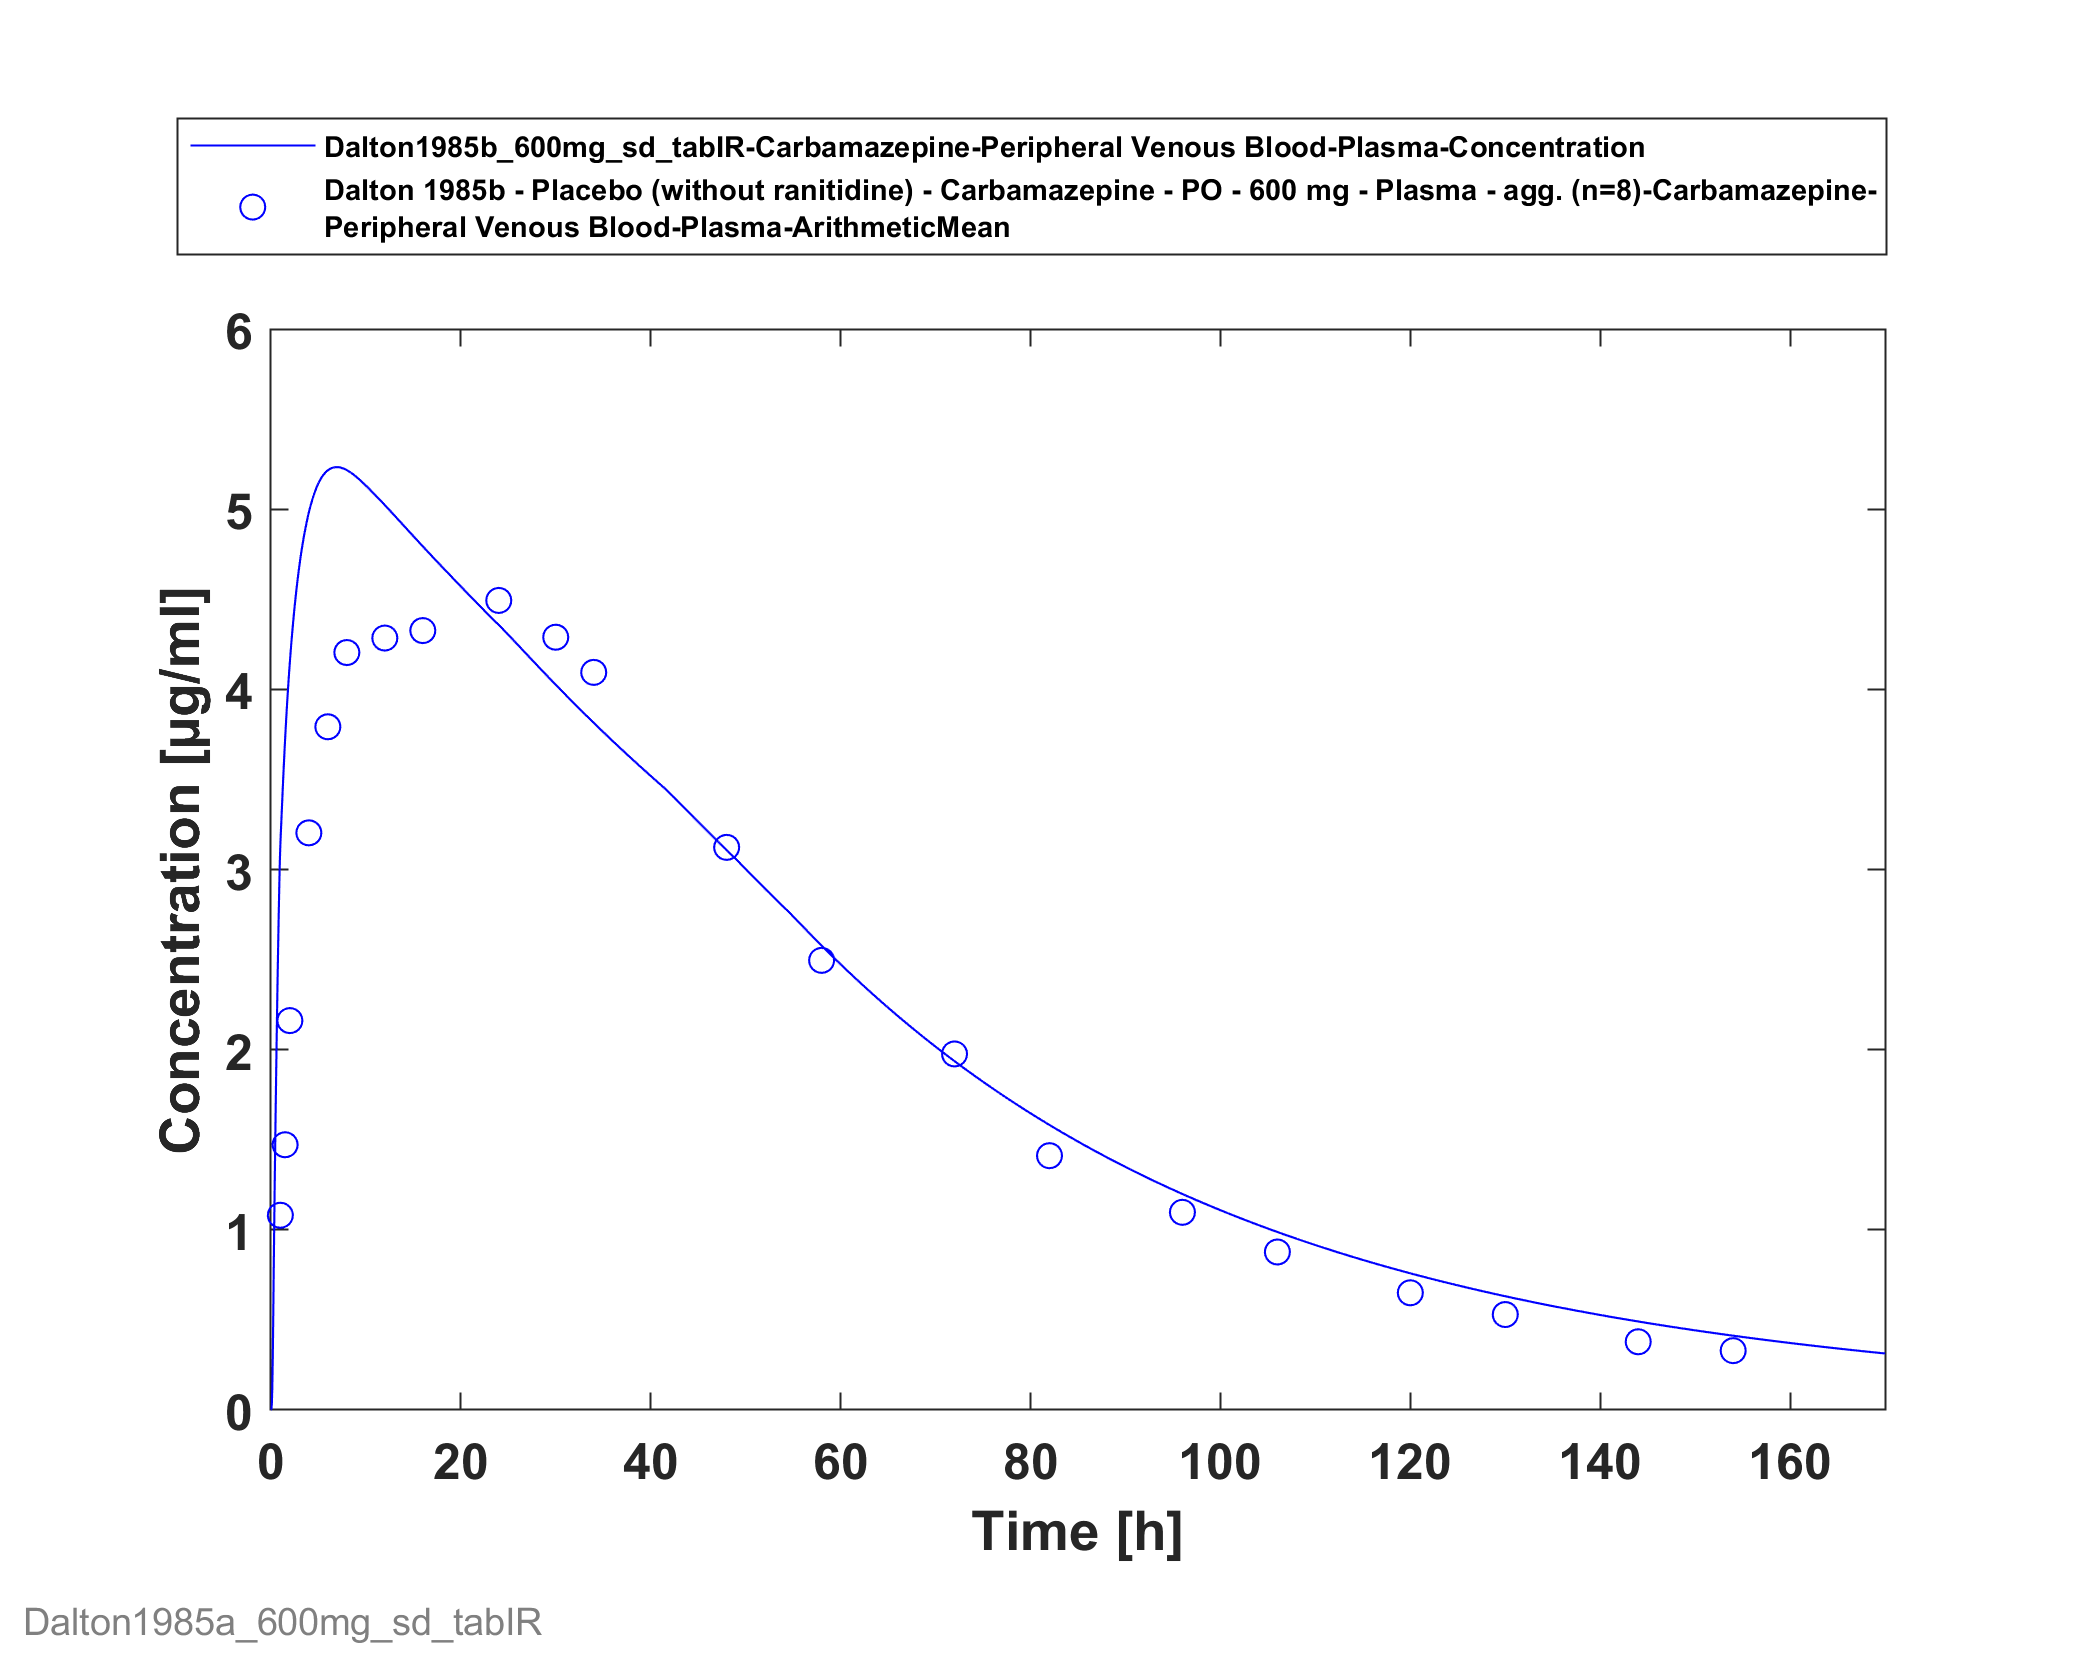 Dalton1985b_600mg_sd_tabIR-Carbamazepine-Peripheral Venous Blood-Plasma-Concentration
Dalton 1985b - Placebo (without ranitidine) - Carbamazepine - PO - 600 mg - Plasma - agg. (n=8)-Carbamazepine-
Peripheral Venous Blood-Plasma-ArithmeticMean
6
5
4
3
2
1
0
Concentration [µg/ml]
0 20 40 60 80 100 120 140 160
Time [h]
Dalton1985a_600mg_sd_tabIR